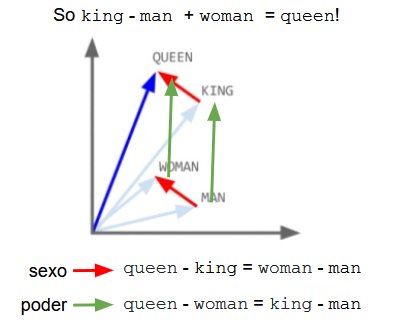 So king - man + woman = queen!
QUEEN
KING
WOMAN
MAN
sexo queen - king = woman - man
poder queen - woman = king - man